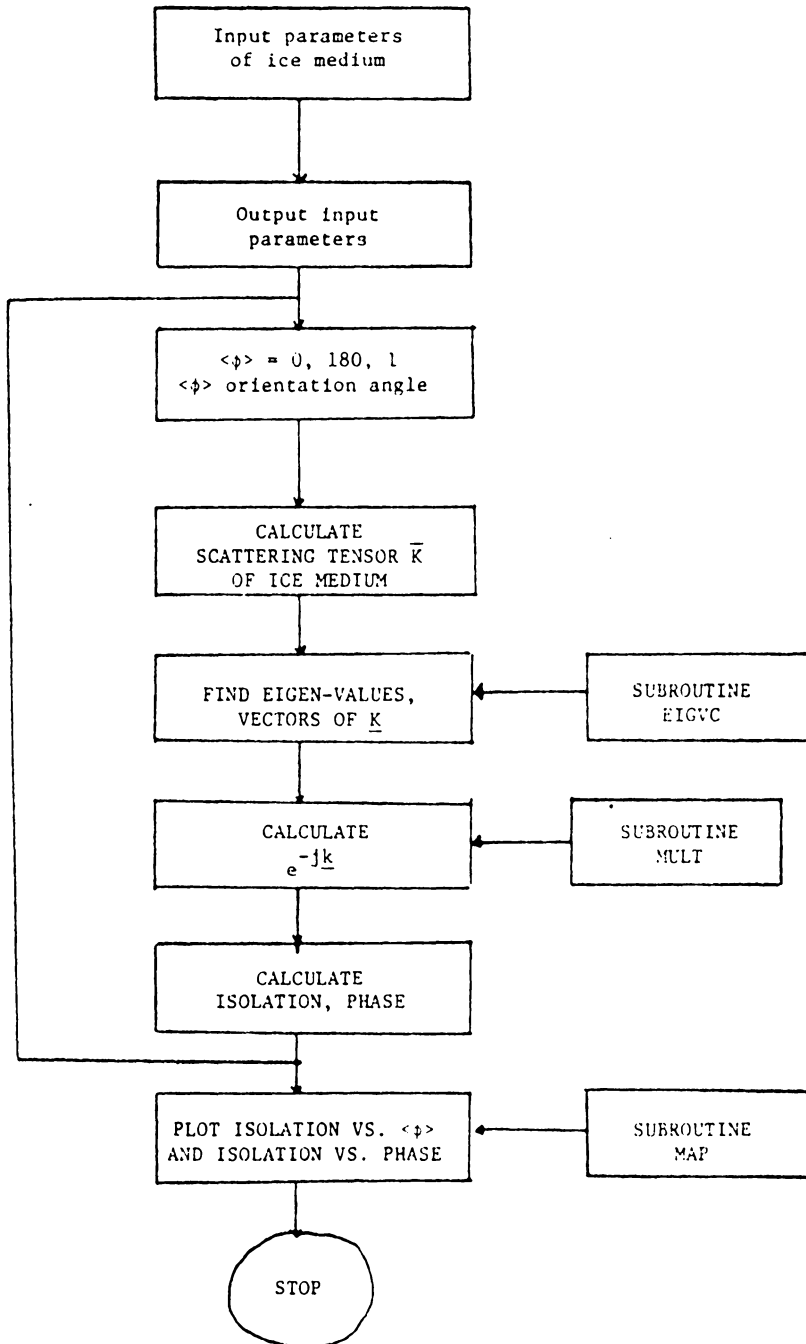 Input parameters
of ice medium
Output input
parameters
<φ> = 0, 180, 1
<φ> orientation angle
CALCULATE
SCATTERING TENSOR K̅
OF ICE MEDIUM
FIND EIGEN-VALUES,
VECTORS OF K̲
SUBROUTINE
EIGVC
CALCULATE
e^-jk̲
SUBROUTINE
MULT
CALCULATE
ISOLATION, PHASE
PLOT ISOLATION VS. <φ>
AND ISOLATION VS. PHASE
SUBROUTINE
MAP
STOP